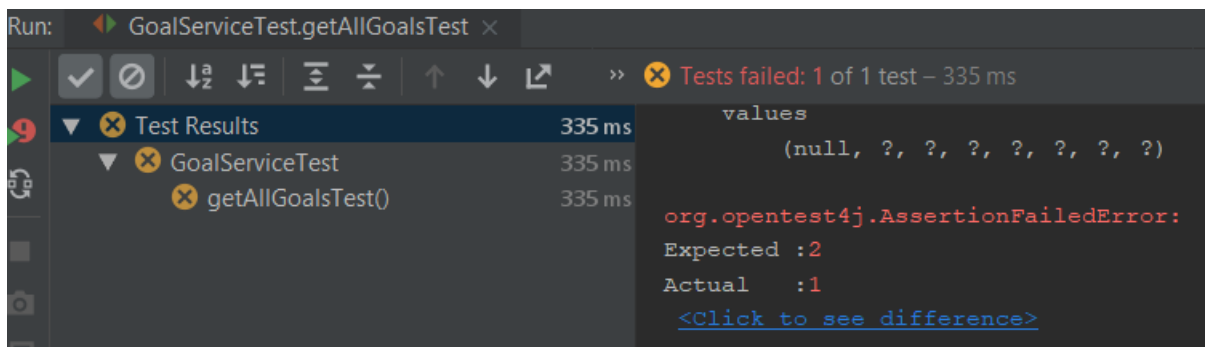 Run: GoalServiceTest.getAllGoalsTest ×
» Tests failed: 1 of 1 test – 335 ms
Test Results 335 ms
GoalServiceTest 335 ms
getAllGoalsTest() 335 ms
values
(null, ?, ?, ?, ?, ?, ?, ?)
org.opentest4j.AssertionFailedError:
Expected :2
Actual :1
<Click to see difference>